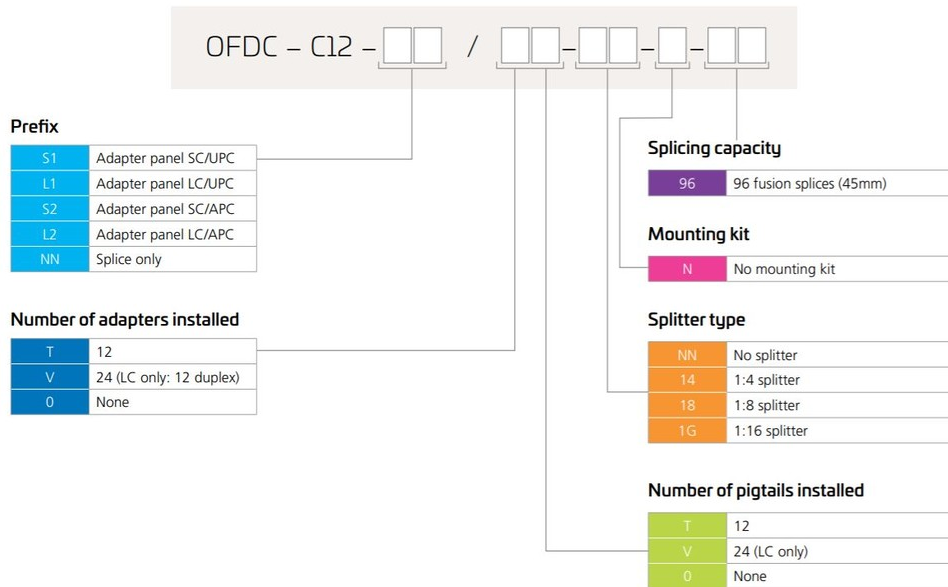 OFDC – C12 – / – – –
Prefix
S1 Adapter panel SC/UPC
L1 Adapter panel LC/UPC
S2 Adapter panel SC/APC
L2 Adapter panel LC/APC
NN Splice only
Number of adapters installed
T 12
V 24 (LC only: 12 duplex)
0 None
Splicing capacity
96 96 fusion splices (45mm)
Mounting kit
N No mounting kit
Splitter type
NN No splitter
14 1:4 splitter
18 1:8 splitter
1G 1:16 splitter
Number of pigtails installed
T 12
V 24 (LC only)
0 None